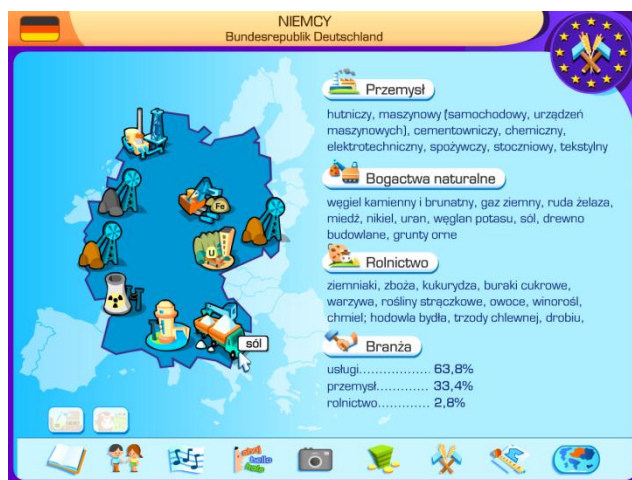 NIEMCY
Bundesrepublik Deutschland
Przemysł
hutniczy, maszynowy (samochodowy, urządzeń
maszynowych), cementowniczy, chemiczny,
elektrotechniczny, spożywczy, stoczniowy, tekstylny
Bogactwa naturalne
węgiel kamienny i brunatny, gaz ziemny, ruda żelaza,
miedź, nikiel, uran, węglan potasu, sól, drewno
budowlane, grunty orne
Rolnictwo
ziemniaki, zboża, kukurydza, buraki cukrowe,
warzywa, rośliny strączkowe, owoce, winorośl,
chmiel; hodowla bydła, trzody chlewnej, drobiu,
Branża
usługi.................. 63,8%
przemysł............. 33,4%
rolnictwo............. 2,8%
Fe
U
sól
ahoj
hello
hola